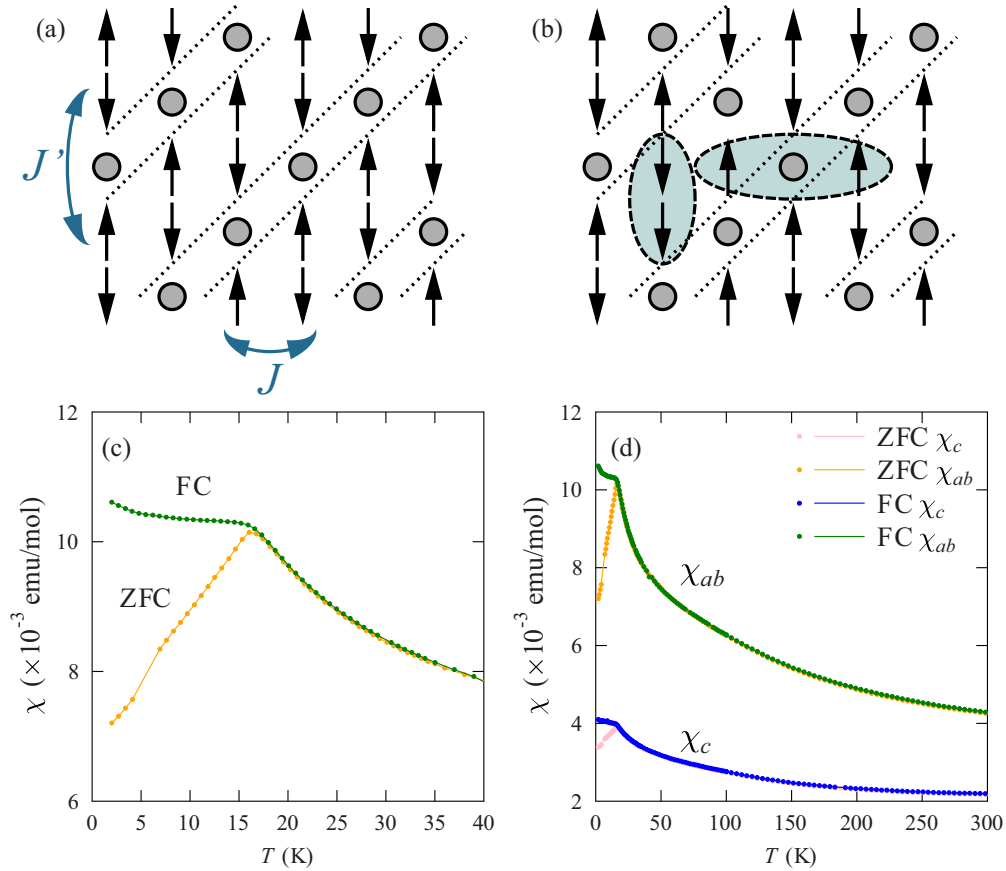 (a)
(b)
J’
J
(c)
12
10
8
6
χ (×10⁻³ emu/mol)
FC
ZFC
0 5 10 15 20 25 30 35 40
T (K)
(d)
12
10
8
6
4
2
χ (×10⁻³ emu/mol)
ZFC χc
ZFC χab
FC χc
FC χab
χab
χc
0 50 100 150 200 250 300
T (K)